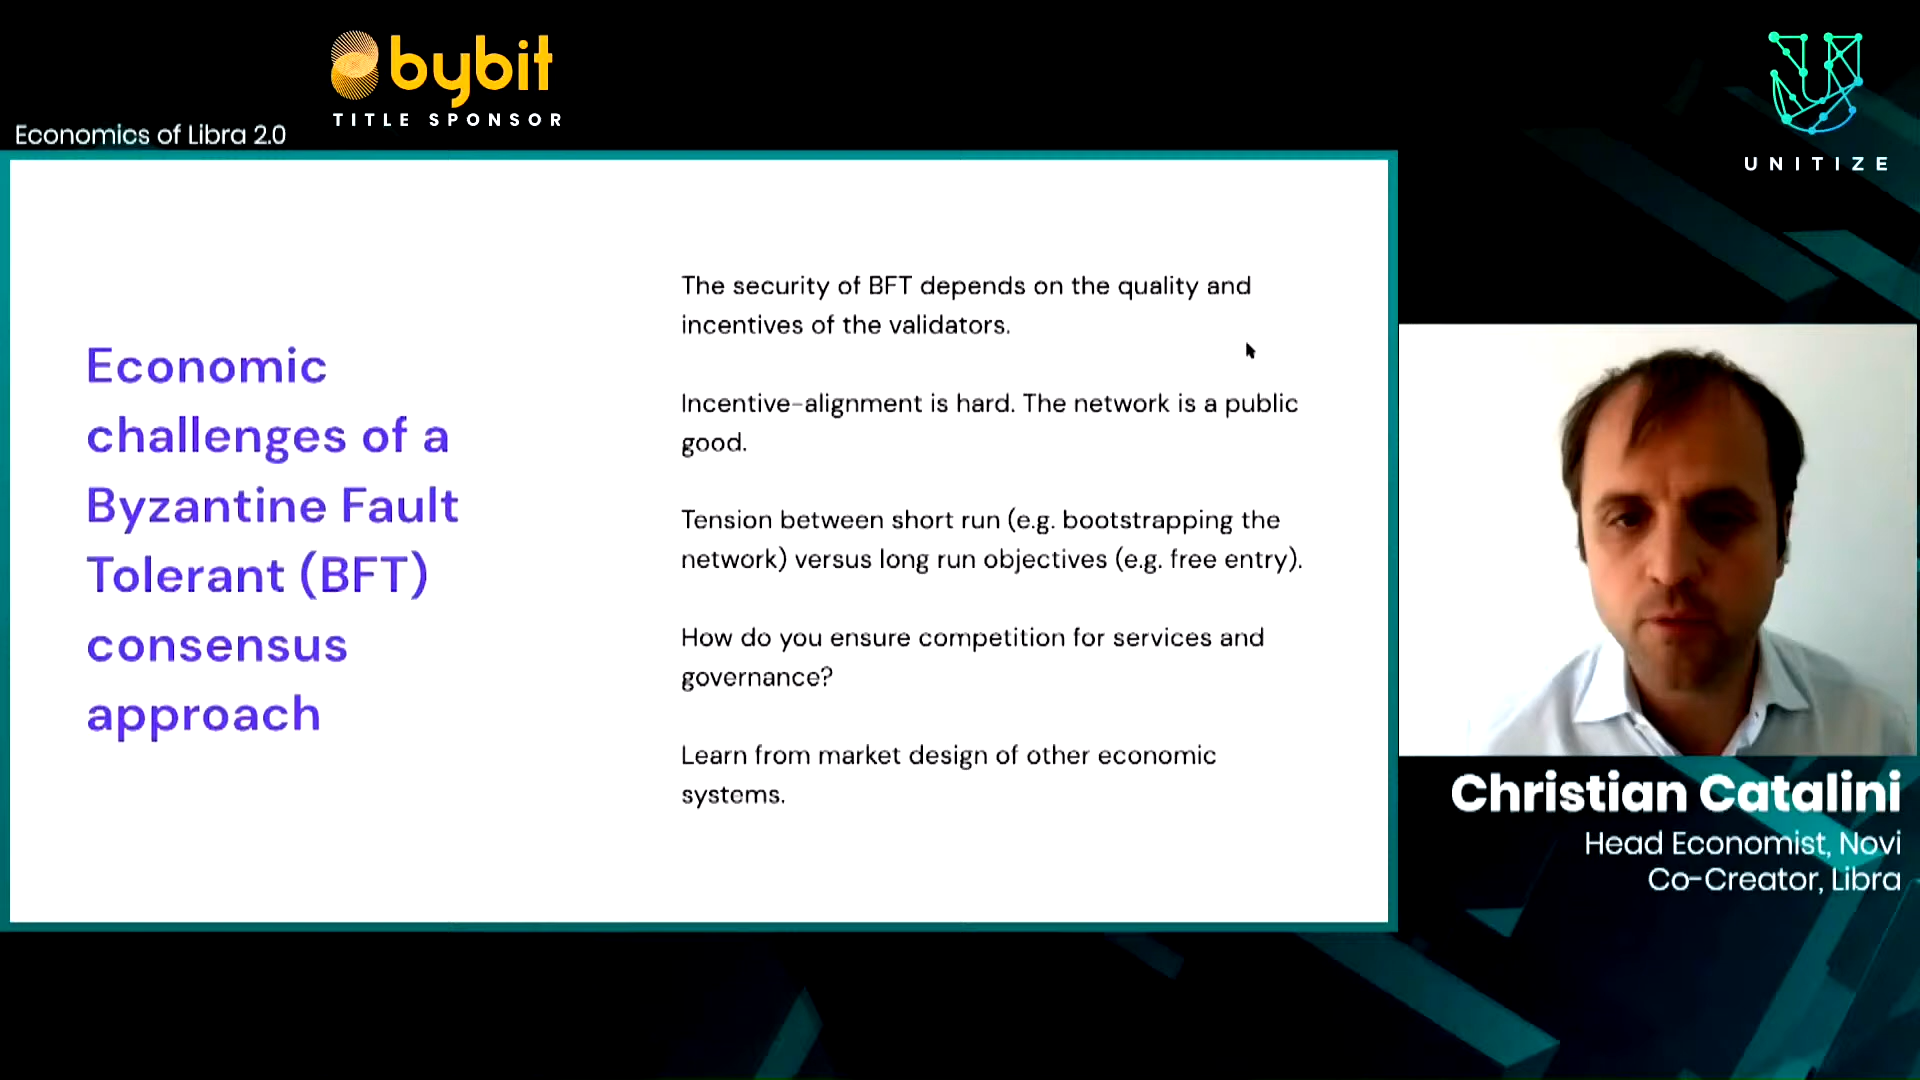 bybit
TITLE SPONSOR
Economics of Libra 2.0
UNITIZE
Economic
challenges of a
Byzantine Fault
Tolerant (BFT)
consensus
approach
The security of BFT depends on the quality and
incentives of the validators.
Incentive-alignment is hard. The network is a public
good.
Tension between short run (e.g. bootstrapping the
network) versus long run objectives (e.g. free entry).
How do you ensure competition for services and
governance?
Learn from market design of other economic
systems.
Christian Catalini
Head Economist, Novi
Co-Creator, Libra